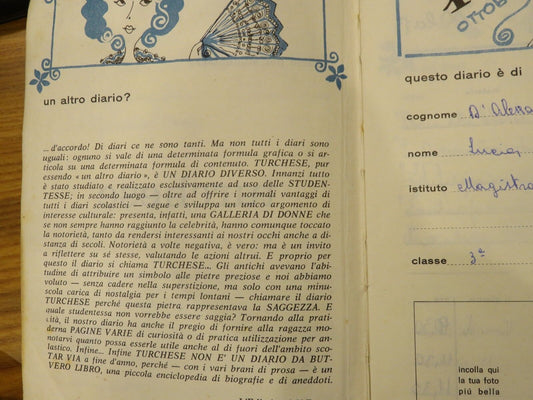 un altro diario?
... d'accordo! Di diari ce ne sono tanti. Ma non tutti i diari sono
uguali: ognuno si vale di una determinata formula grafica o si ar-
ticola su una determinata formula di contenuto. TURCHESE, pur
essendo « un altro diario », è UN DIARIO DIVERSO. Innanzi tutto
è stato studiato e realizzato esclusivamente ad uso delle STUDEN-
TESSE; in secondo luogo — oltre ad offrire i normali vantaggi di
tutti i diari scolastici — segue e sviluppa un unico argomento di
interesse culturale: presenta, infatti, una GALLERIA DI DONNE che
se non sempre hanno raggiunto la celebrità, hanno comunque toccato
la notorietà, tanto da rendersi interessanti ai nostri occhi anche a di-
stanza di secoli. Notorietà a volte negativa, è vero: ma è un invito
a riflettere su sé stesse, valutando le azioni altrui. E proprio per
questo il diario si chiama TURCHESE... Gli antichi avevano l'abi-
tudine di attribuire un simbolo alle pietre preziose e noi abbiamo
voluto — senza cadere nella superstizione, ma solo con una minu-
scola carica di nostalgia per i tempi lontani — chiamare il diario
TURCHESE perché questa pietra rappresentava la SAGGEZZA. E
quale studentessa non vorrebbe essere saggia? Tornando alla prati-
cità, il nostro diario ha anche il pregio di fornire alla ragazza mo-
derna PAGINE VARIE di curiosità o di pratica utilizzazione per an-
notarvi quanto possa esserle utile anche al di fuori dell'ambito sco-
lastico. Infine... Infine TURCHESE NON E' UN DIARIO DA BUT-
TAR VIA a fine d'anno, perché — con i vari brani di prosa — è un
VERO LIBRO, una piccola enciclopedia di biografie e di aneddoti.
OTTOB
questo diario è di
cognome D'
nome Lucia
istituto Magistra
classe 3ª
incolla qui
la tua foto
più bella